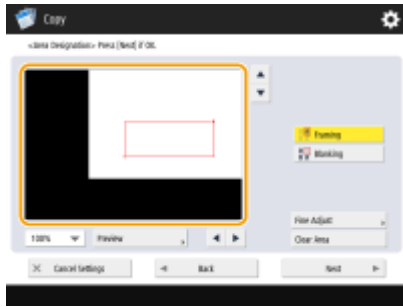 Copy
<Area Designation> Press [Next] if OK.
Framing
Blanking
Fine Adjust
100%
Preview
Clear Area
Cancel Settings
Back
Next